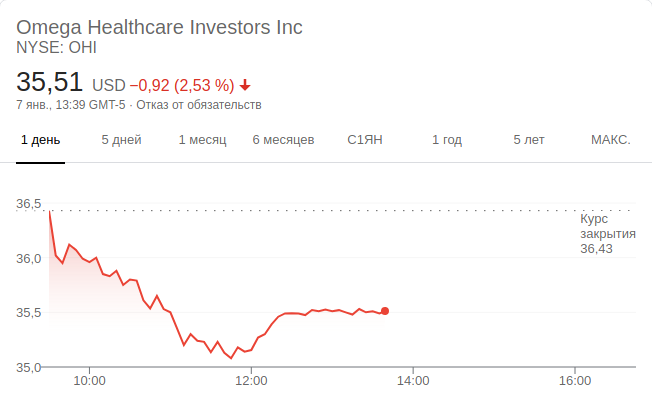 Omega Healthcare Investors Inc
NYSE: OHI
35,51 USD −0,92 (2,53 %)
7 янв., 13:39 GMT-5 · Отказ от обязательств
1 день 5 дней 1 месяц 6 месяцев С1ЯН 1 год 5 лет МАКС.
36,5
Курс
закрытия
36,43
36,0
35,5
35,0
10:00 12:00 14:00 16:00